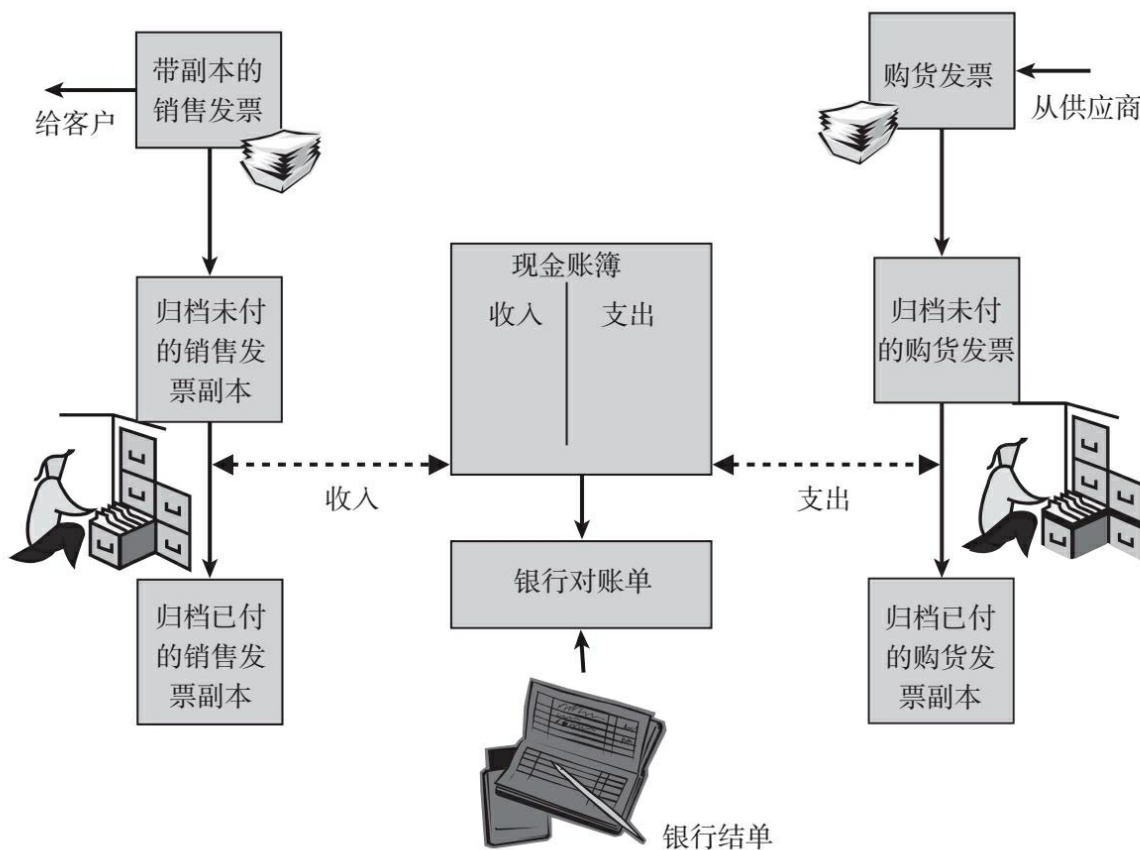 带副本的
销售发票
给客户
购货发票
从供应商
归档未付
的销售发
票副本
现金账簿
收入
支出
归档未付
的购货发票
收入
支出
银行对账单
归档已付
的销售发
票副本
归档已付
的购货发
票副本
银行结单